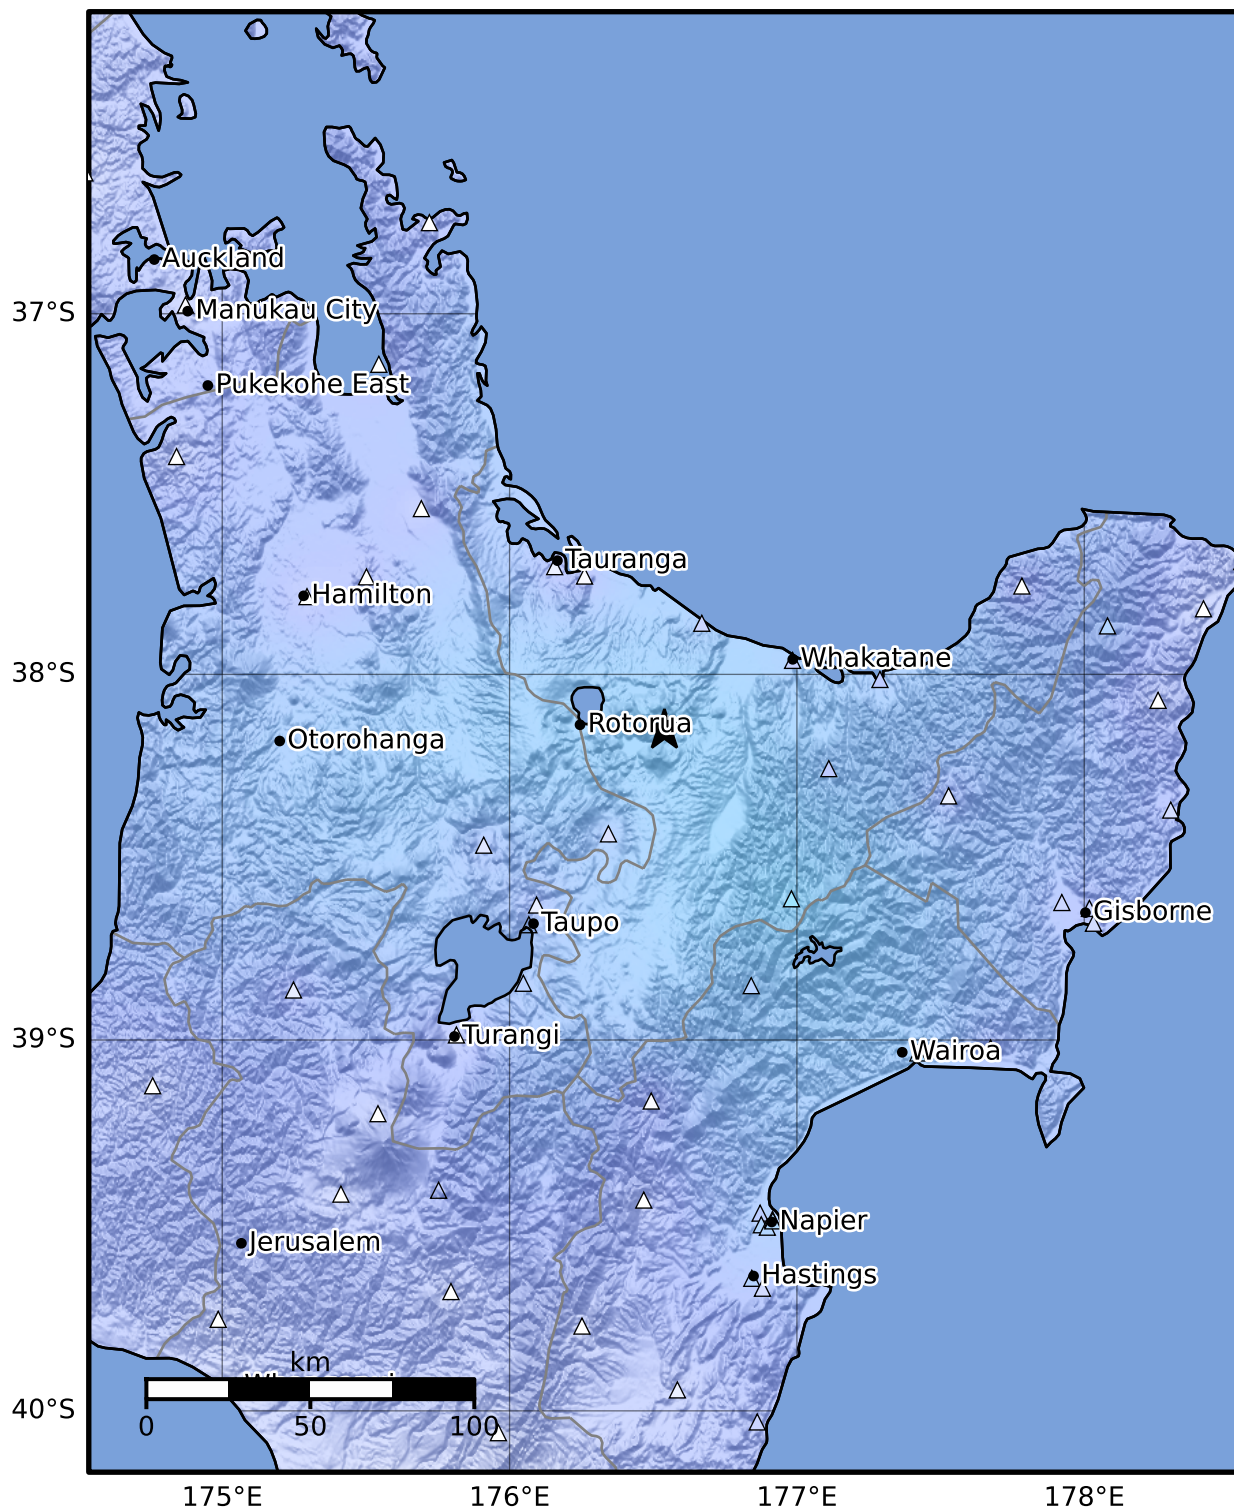 Auckland
37°S
Manukau City
Pukekohe East
Tauranga
Hamilton
Whakatane
38°S
Rotorua
Otorohanga
Gisborne
Taupo
39°S
Turangi
Wairoa
Napier
Jerusalem
Hastings
km
40°S
0 50 100
175°E 176°E 177°E 178°E